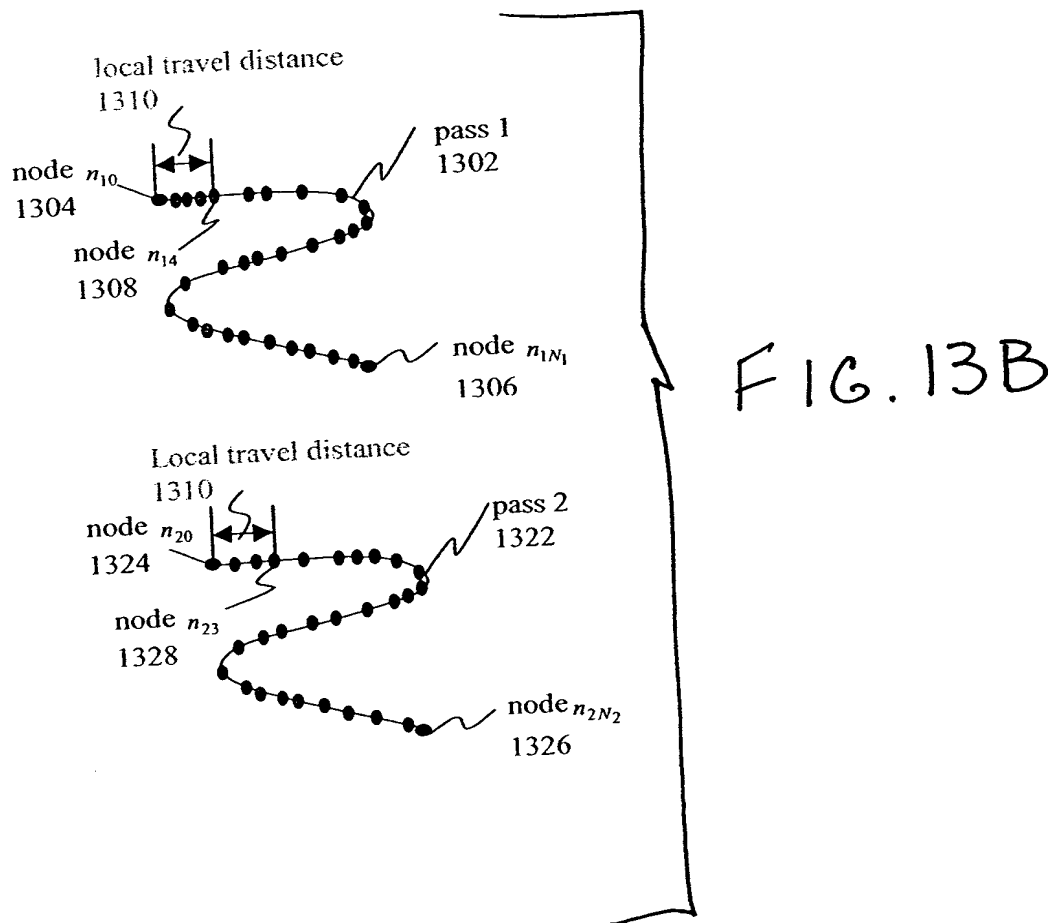 local travel distance
1310
pass 1
1302
node n₁₀
1304
node n₁₄
1308
node n₁N₁
1306
FIG. 13B
Local travel distance
1310
pass 2
1322
node n₂₀
1324
node n₂₃
1328
node n₂N₂
1326